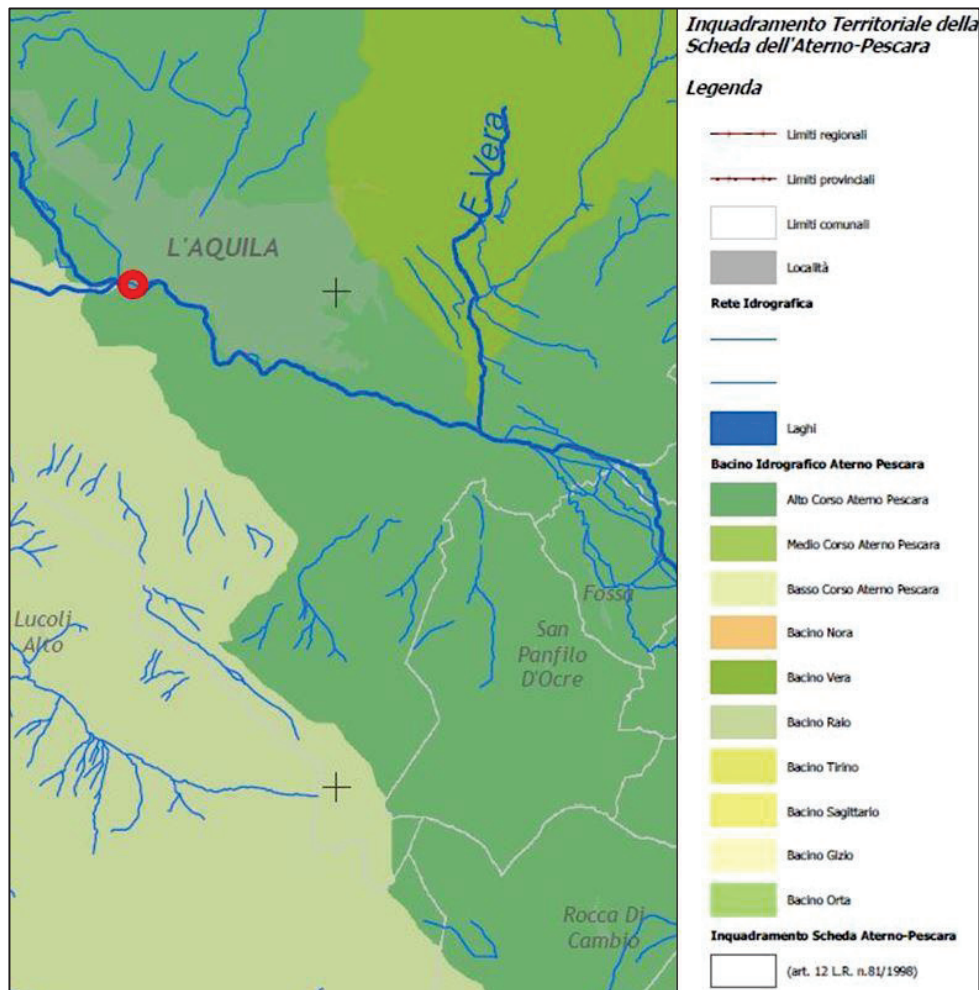 Inquadramento Territoriale della
Scheda dell'Aterno-Pescara
Legenda
Limiti regionali
Limiti provinciali
Limiti comunali
Località
Rete Idrografica
Laghi
Bacino Idrografico Aterno Pescara
Alto Corso Aterno Pescara
Medio Corso Aterno Pescara
Basso Corso Aterno Pescara
Bacino Nora
Bacino Vera
Bacino Raio
Bacino Tirino
Bacino Sagittario
Bacino Gizio
Bacino Orta
Inquadramento Scheda Aterno-Pescara
(art. 12 L.R. n.81/1998)
F. Vera
L'AQUILA
Lucoli
Alto
Fossa
San
Panfilo
D'Ocre
Rocca Di
Cambio